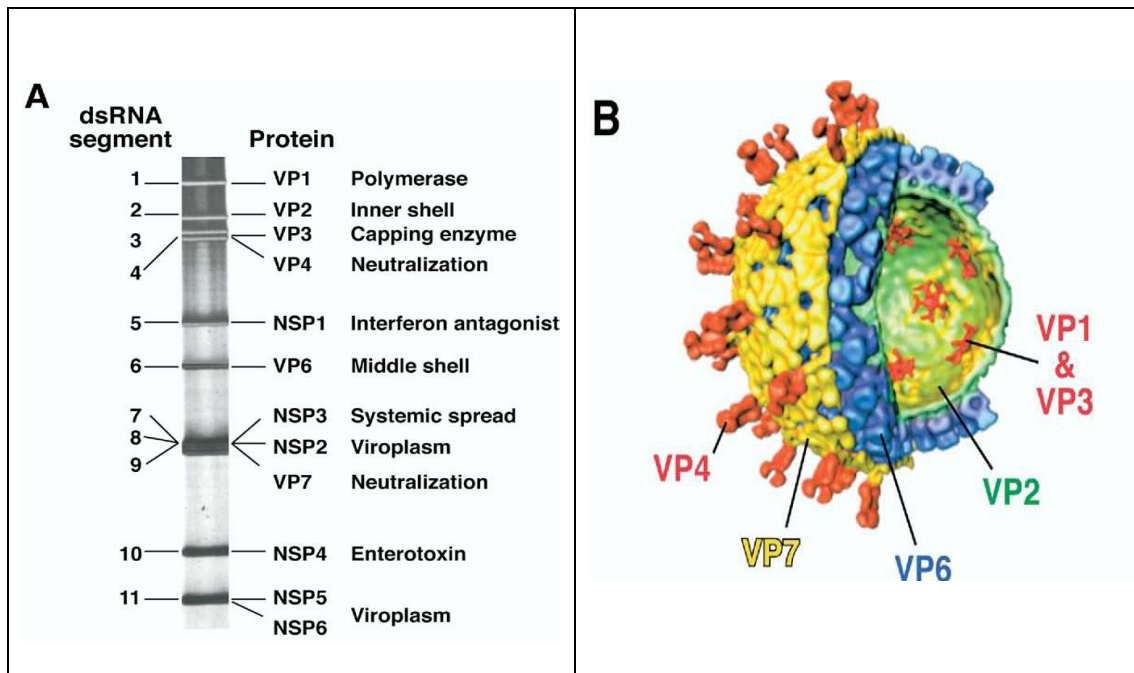 A
dsRNA
segment
Protein
1 VP1 Polymerase
2 VP2 Inner shell
3 VP3 Capping enzyme
4 VP4 Neutralization
5 NSP1 Interferon antagonist
6 VP6 Middle shell
7 NSP3 Systemic spread
8 NSP2 Viroplasm
9 VP7 Neutralization
10 NSP4 Enterotoxin
11 NSP5
NSP6 Viroplasm
B
VP1
&
VP3
VP4
VP2
VP7
VP6